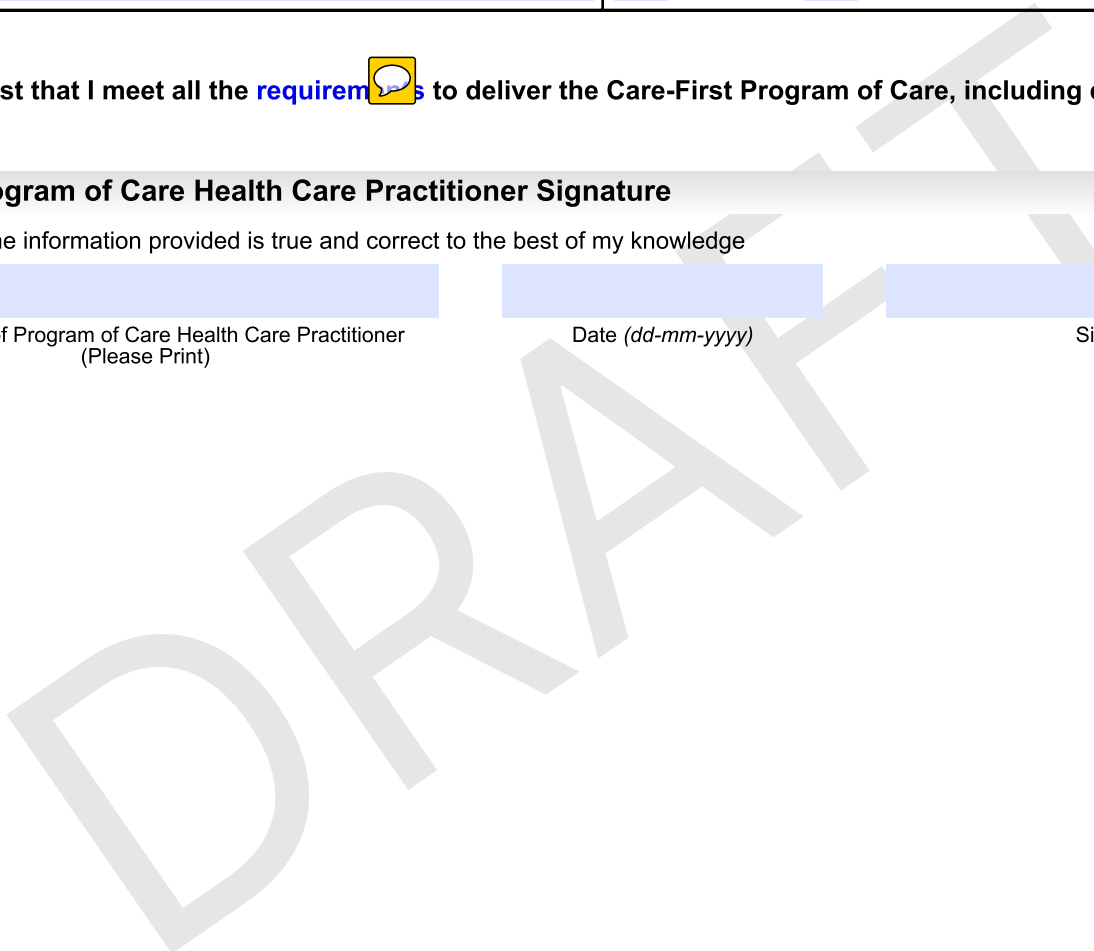 st that I meet all the requirements to deliver the Care-First Program of Care, including
ogram of Care Health Care Practitioner Signature
e information provided is true and correct to the best of my knowledge
f Program of Care Health Care Practitioner
(Please Print)
Date (dd-mm-yyyy)
Si
DRAFT